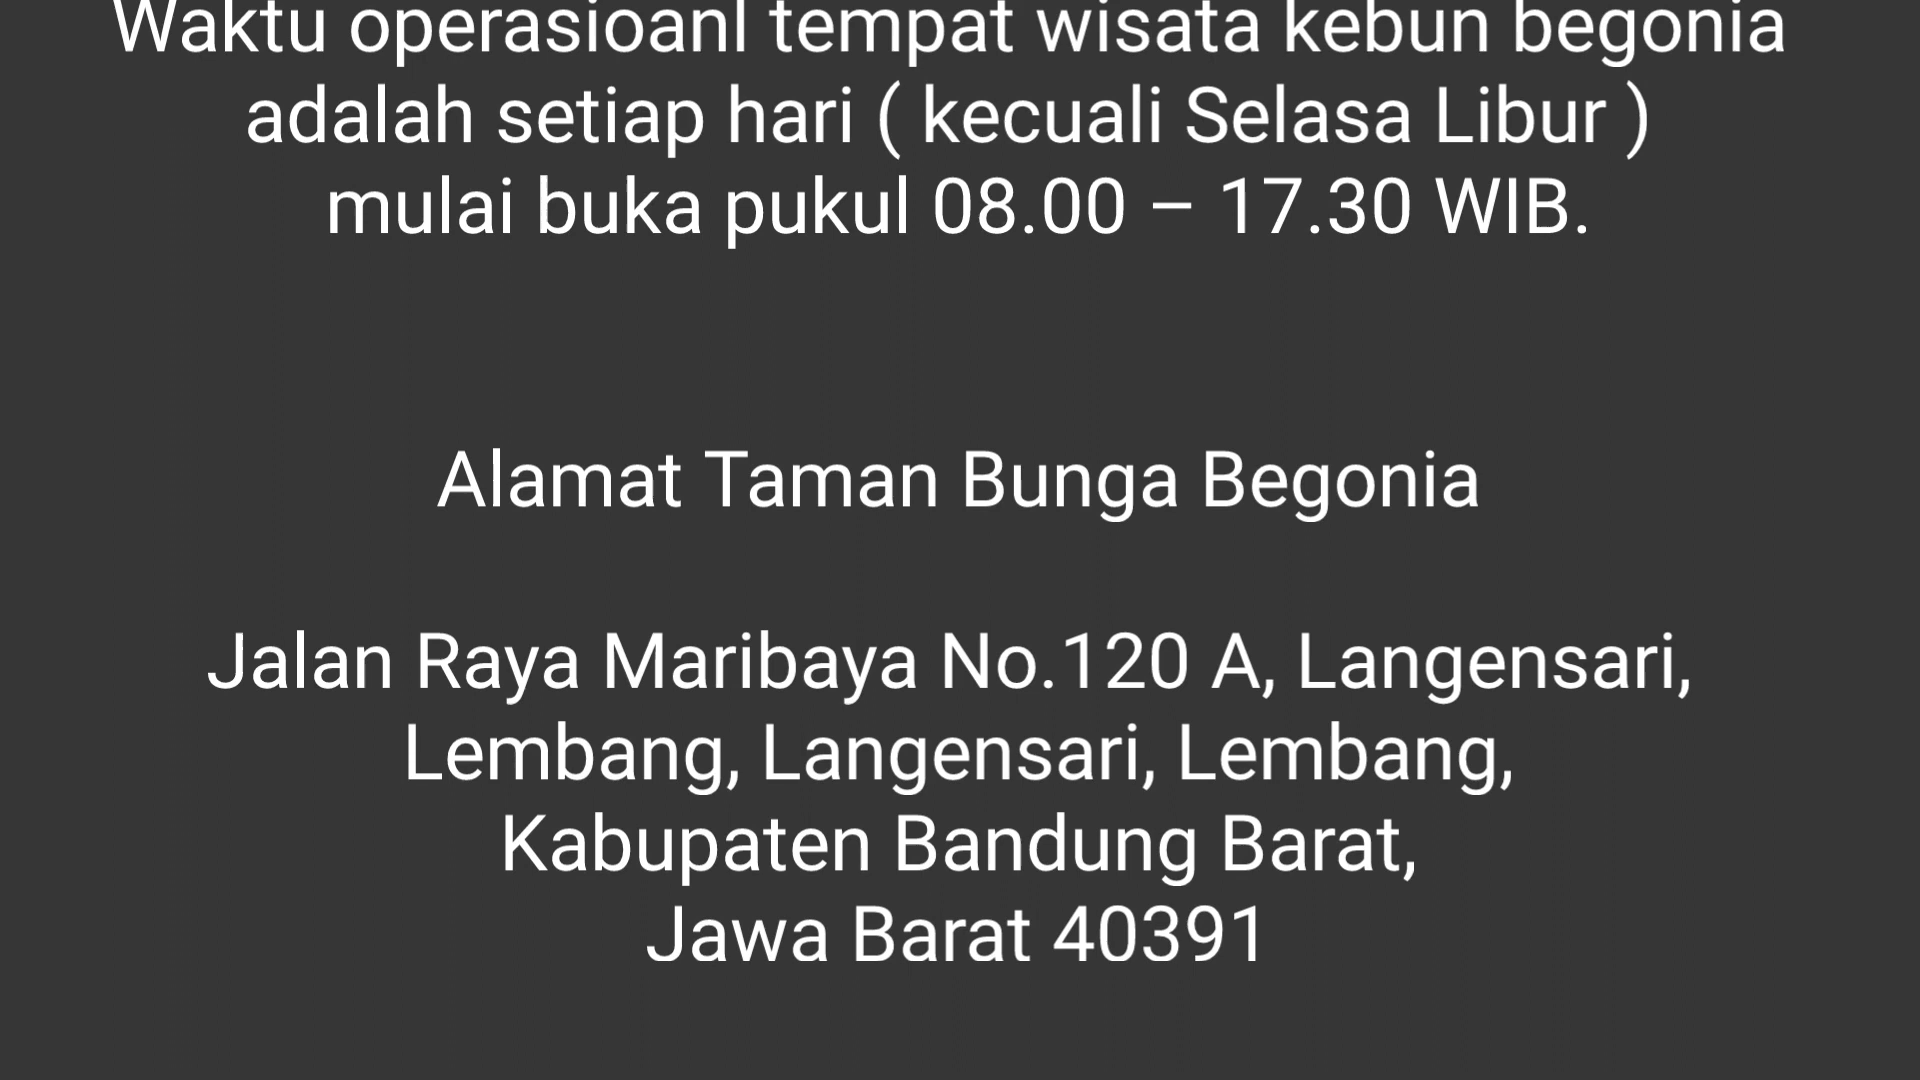 Waktu operasioanl tempat wisata kebun begonia
adalah setiap hari ( kecuali Selasa Libur )
mulai buka pukul 08.00 – 17.30 WIB.
Alamat Taman Bunga Begonia
Jalan Raya Maribaya No.120 A, Langensari,
Lembang, Langensari, Lembang,
Kabupaten Bandung Barat,
Jawa Barat 40391